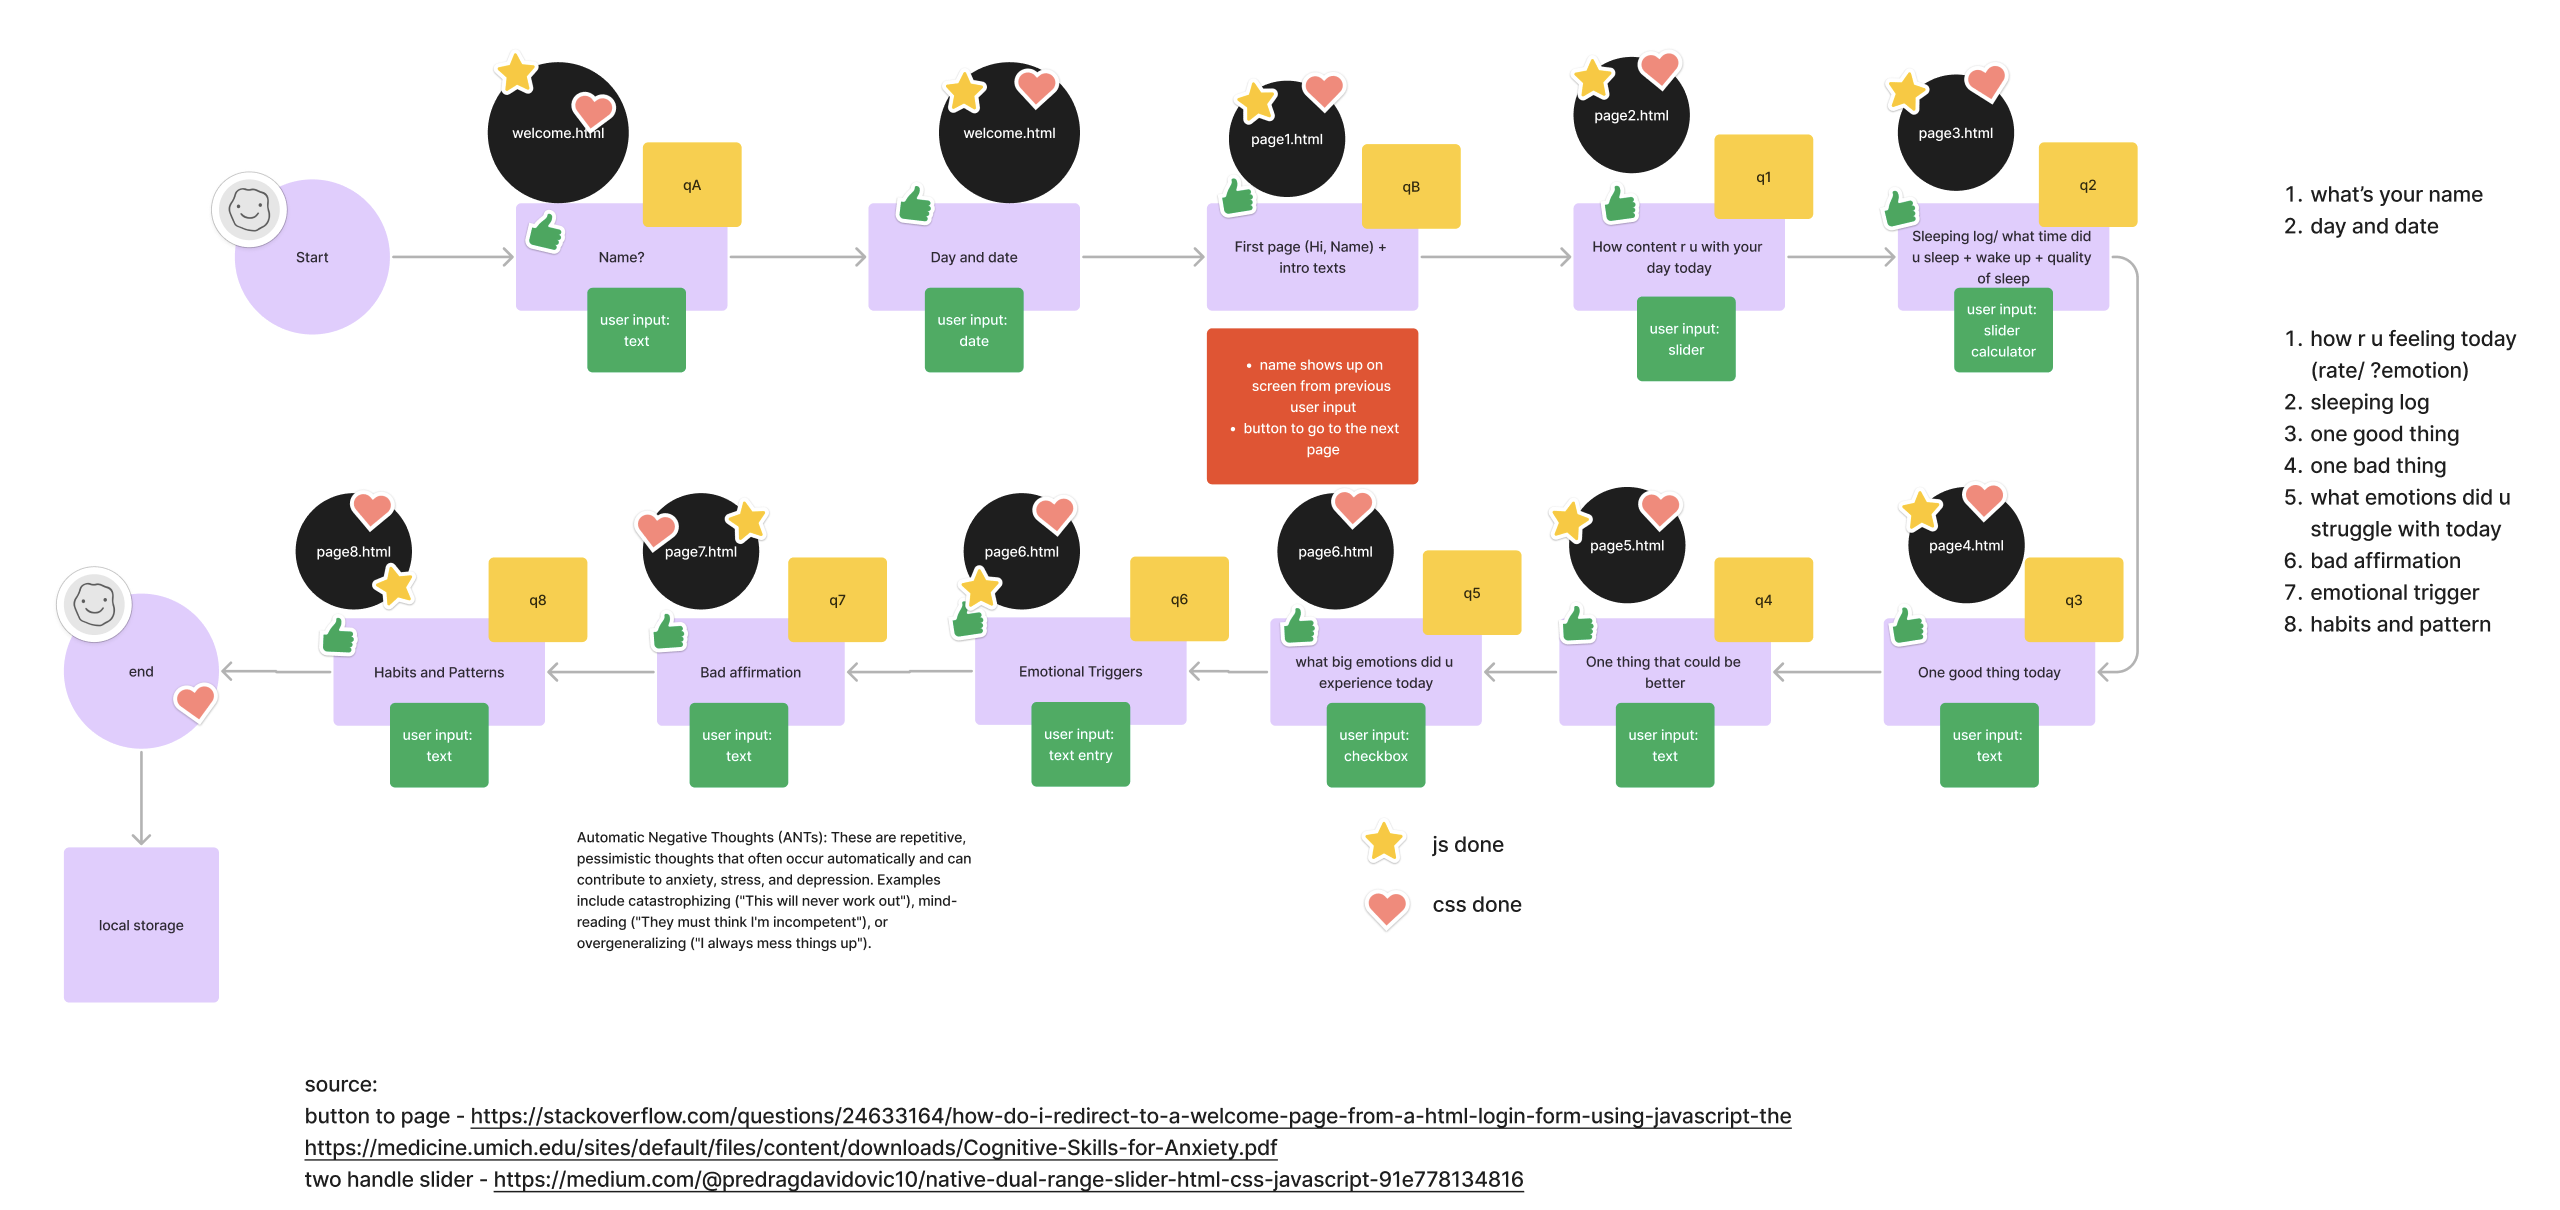 welcome.html
welcome.html
page1.html
page2.html
page3.html
qA
qB
q1
q2
Start
Name?
Day and date
First page (Hi, Name) +
intro texts
How content r u with your
day today
Sleeping log/ what time did
u sleep + wake up + quality
of sleep
user input:
text
user input:
date
user input:
slider
user input:
slider
calculator
• name shows up on
screen from previous
user input
• button to go to the next
page
1. what's your name
2. day and date
1. how r u feeling today
(rate/ ?emotion)
2. sleeping log
3. one good thing
4. one bad thing
5. what emotions did u
struggle with today
6. bad affirmation
7. emotional trigger
8. habits and pattern
page8.html
page7.html
page6.html
page6.html
page5.html
page4.html
q8
q7
q6
q5
q4
q3
end
Habits and Patterns
Bad affirmation
Emotional Triggers
what big emotions did u
experience today
One thing that could be
better
One good thing today
user input:
text
user input:
text
user input:
text entry
user input:
checkbox
user input:
text
user input:
text
local storage
Automatic Negative Thoughts (ANTs): These are repetitive,
pessimistic thoughts that often occur automatically and can
contribute to anxiety, stress, and depression. Examples
include catastrophizing ("This will never work out"), mind-
reading ("They must think I'm incompetent"), or
overgeneralizing ("I always mess things up").
js done
css done
source:
button to page - https://stackoverflow.com/questions/24633164/how-do-i-redirect-to-a-welcome-page-from-a-html-login-form-using-javascript-the
https://medicine.umich.edu/sites/default/files/content/downloads/Cognitive-Skills-for-Anxiety.pdf
two handle slider - https://medium.com/@predragdavidovic10/native-dual-range-slider-html-css-javascript-91e778134816